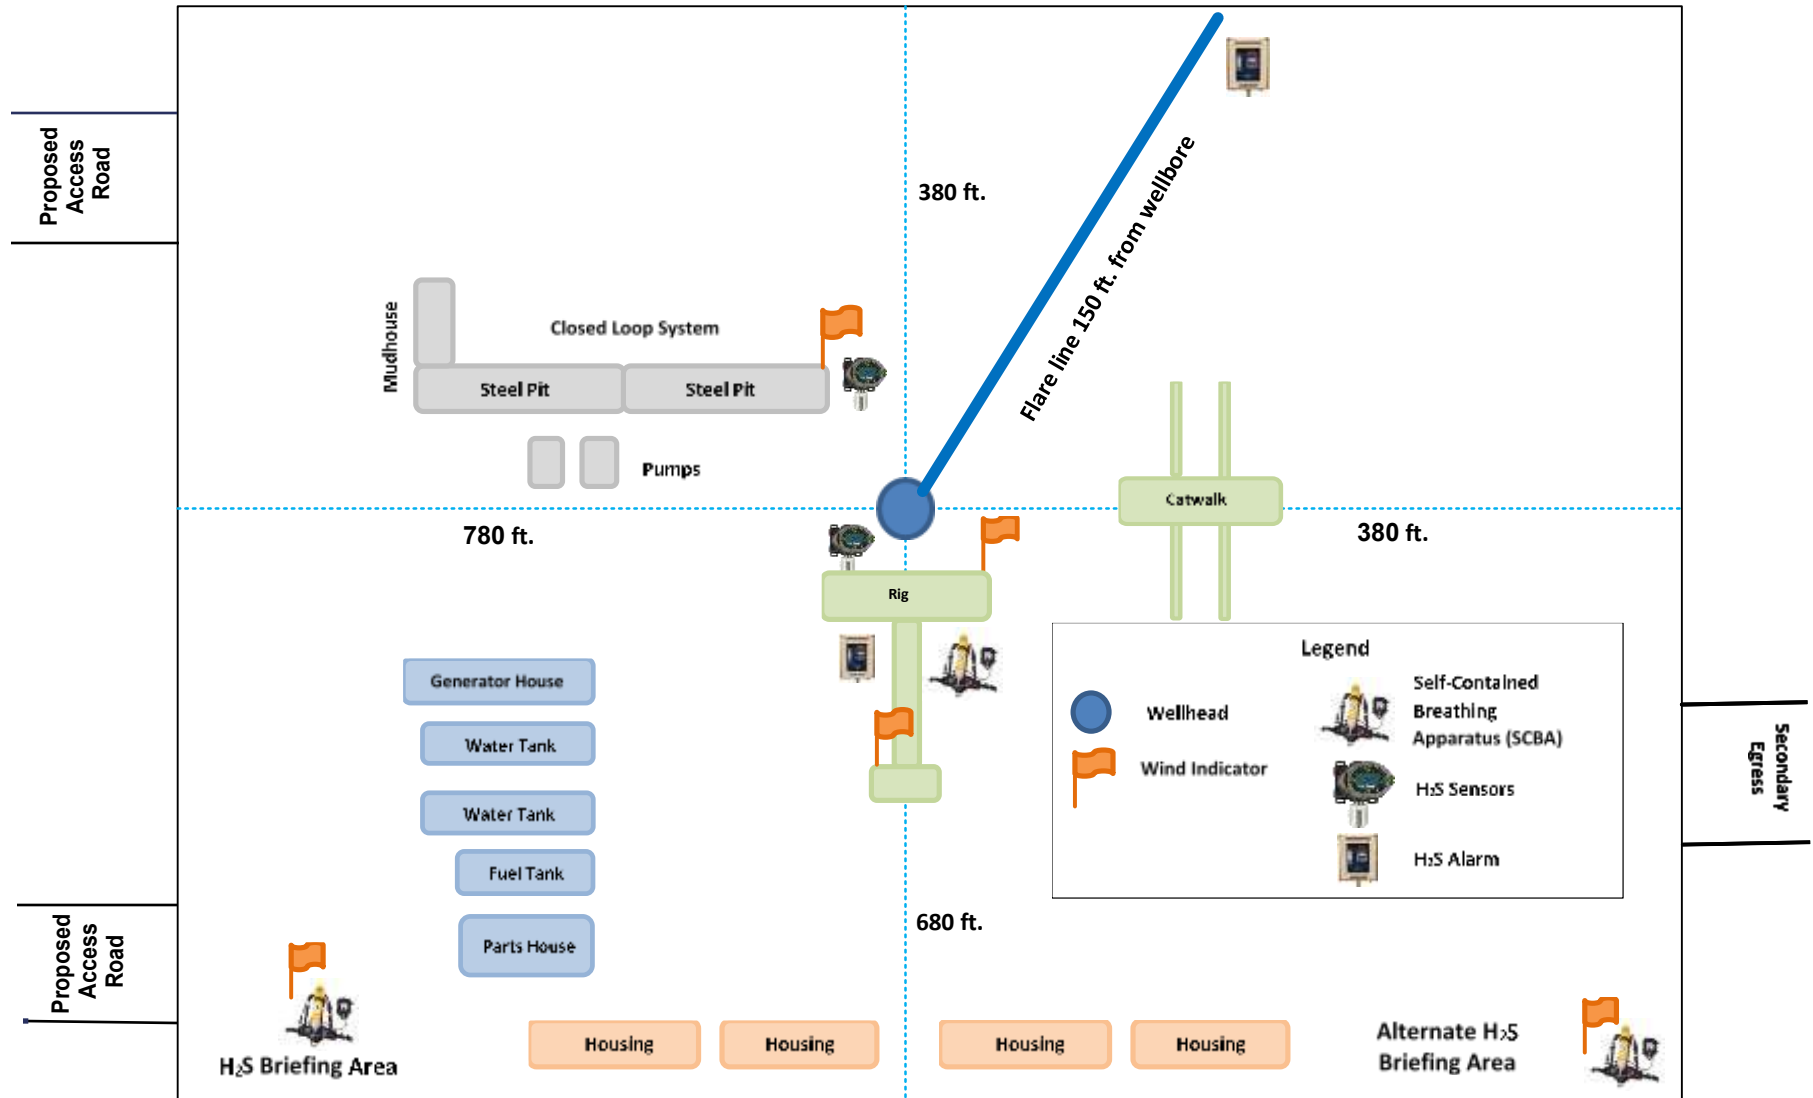 Proposed
Access
Road
380 ft.
Flare line 150 ft. from wellbore
Mudhouse
Closed Loop System
Steel Pit
Steel Pit
Pumps
Catwalk
780 ft.
380 ft.
Rig
Legend
Wellhead
Wind Indicator
Self-Contained
Breathing
Apparatus (SCBA)
H₂S Sensors
H₂S Alarm
Generator House
Water Tank
Water Tank
Fuel Tank
Parts House
Secondary
Egress
680 ft.
Proposed
Access
Road
H₂S Briefing Area
Housing
Housing
Housing
Housing
Alternate H₂S
Briefing Area